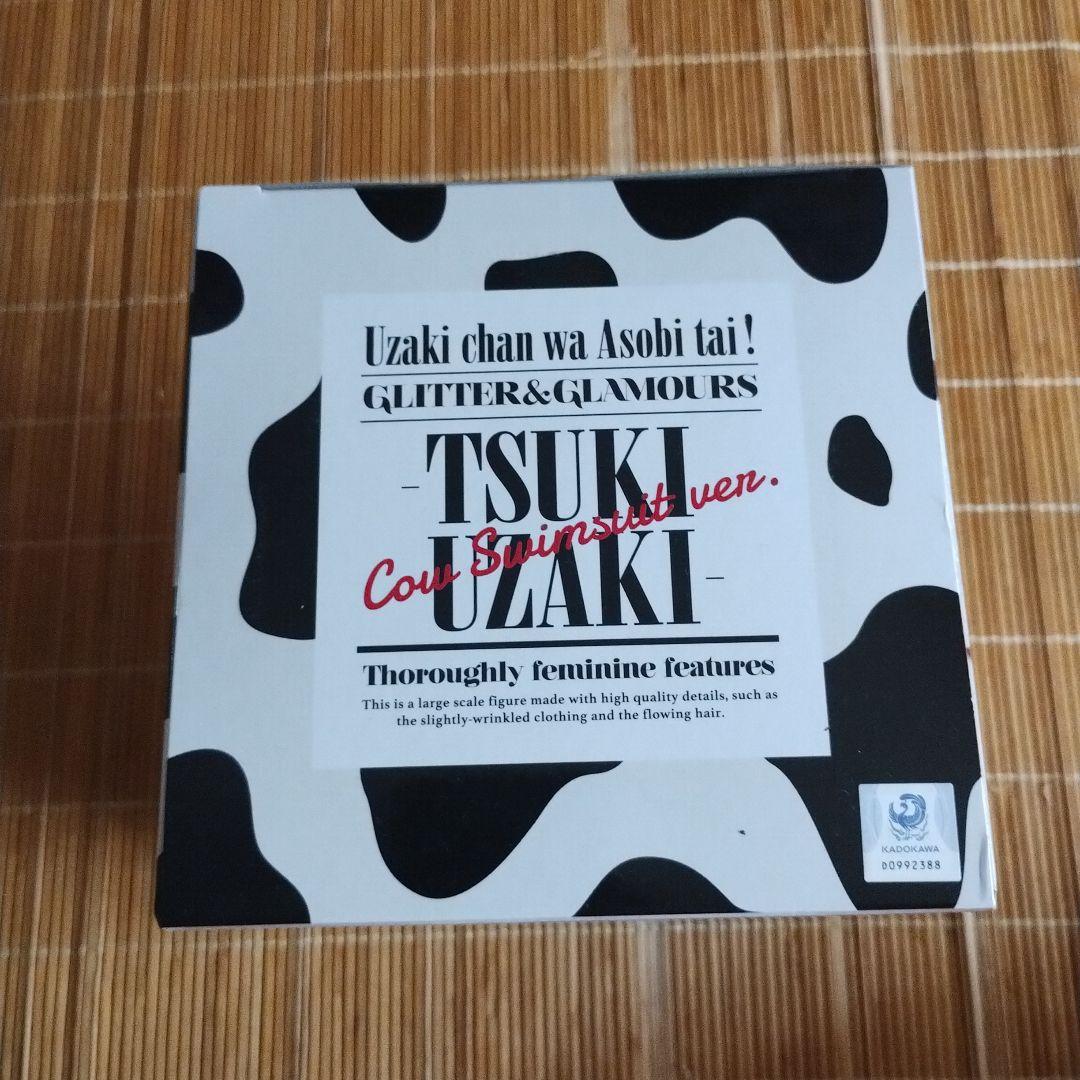 Uzaki chan wa Asobi tai!
GLITTER&GLAMOURS
-TSUKI
Cow Swimsuit ver.
UZAKI-
Thoroughly feminine features
This is a large scale figure made with high quality details, such as
the slightly-wrinkled clothing and the flowing hair.
KADOKAWA
D0992388